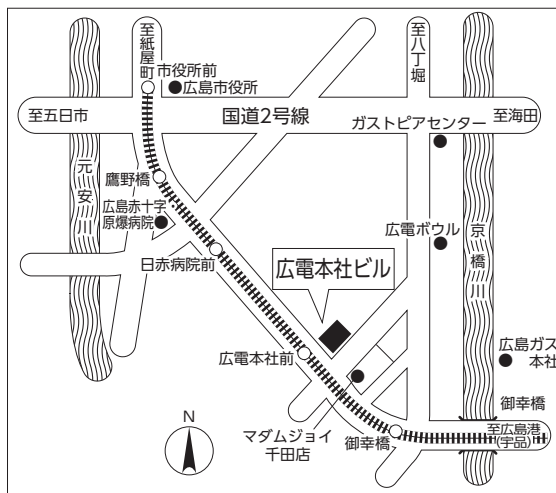 至紙屋町
至八丁堀
市役所前
広島市役所
至五日市
国道2号線
至海田
ガストピアセンター
元安川
鷹野橋
広島赤十字
原爆病院
日赤病院前
広電ボウル
京橋川
広電本社ビル
広電本社前
広島ガス
本社
御幸橋
N
マダムジョイ
千田店
御幸橋
至広島港
(宇品)